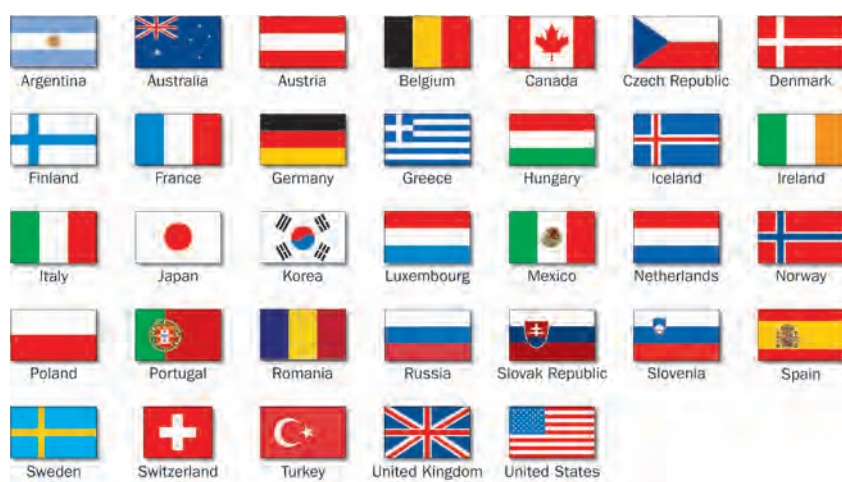 Argentina Australia Austria Belgium Canada Czech Republic Denmark
Finland France Germany Greece Hungary Iceland Ireland
Italy Japan Korea Luxembourg Mexico Netherlands Norway
Poland Portugal Romania Russia Slovak Republic Slovenia Spain
Sweden Switzerland Turkey United Kingdom United States